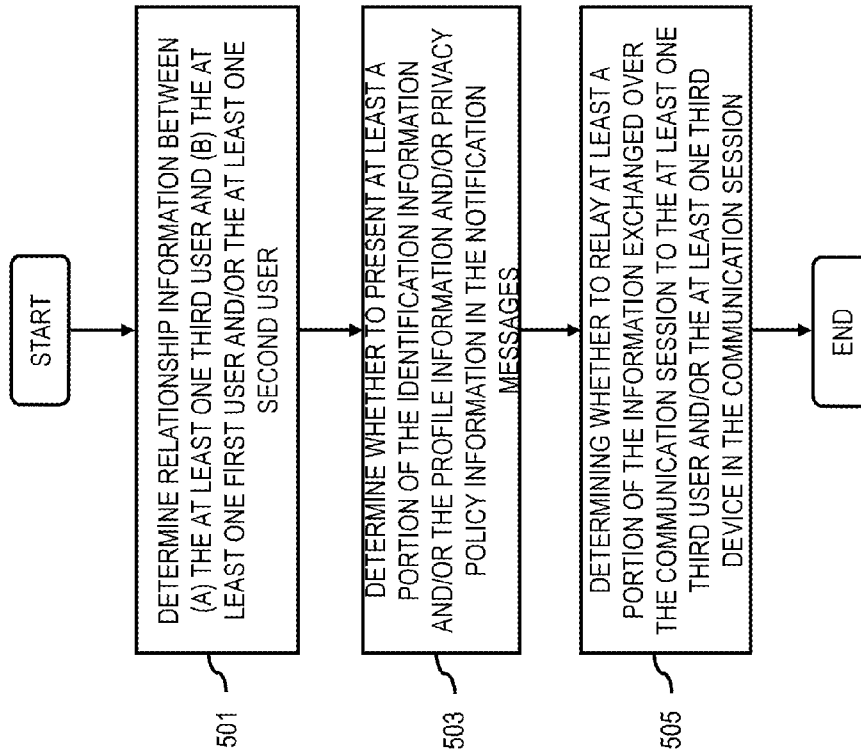 START
501
DETERMINE RELATIONSHIP INFORMATION BETWEEN
(A) THE AT LEAST ONE THIRD USER AND (B) THE AT
LEAST ONE FIRST USER AND/OR THE AT LEAST ONE
SECOND USER
503
DETERMINE WHETHER TO PRESENT AT LEAST A
PORTION OF THE IDENTIFICATION INFORMATION
AND/OR THE PROFILE INFORMATION AND/OR PRIVACY
POLICY INFORMATION IN THE NOTIFICATION
MESSAGES
505
DETERMINING WHETHER TO RELAY AT LEAST A
PORTION OF THE INFORMATION EXCHANGED OVER
THE COMMUNICATION SESSION TO THE AT LEAST ONE
THIRD USER AND/OR THE AT LEAST ONE THIRD
DEVICE IN THE COMMUNICATION SESSION
END